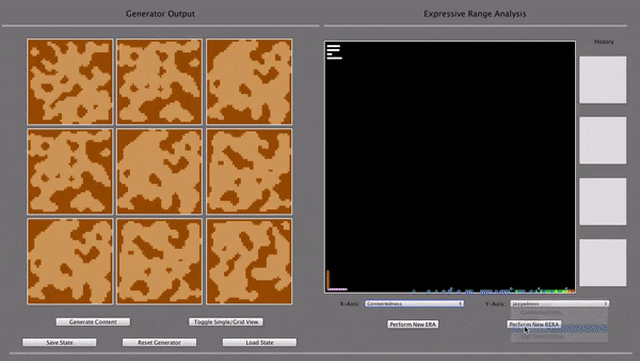 Generator Output
Expressive Range Analysis
History
X-Axis:
Connectedness
Y-Axis:
Jaggedness
Generate Content
Toggle Single/Grid View
Perform New ERA
Perform New RERA
Save State
Reset Generator
Load State